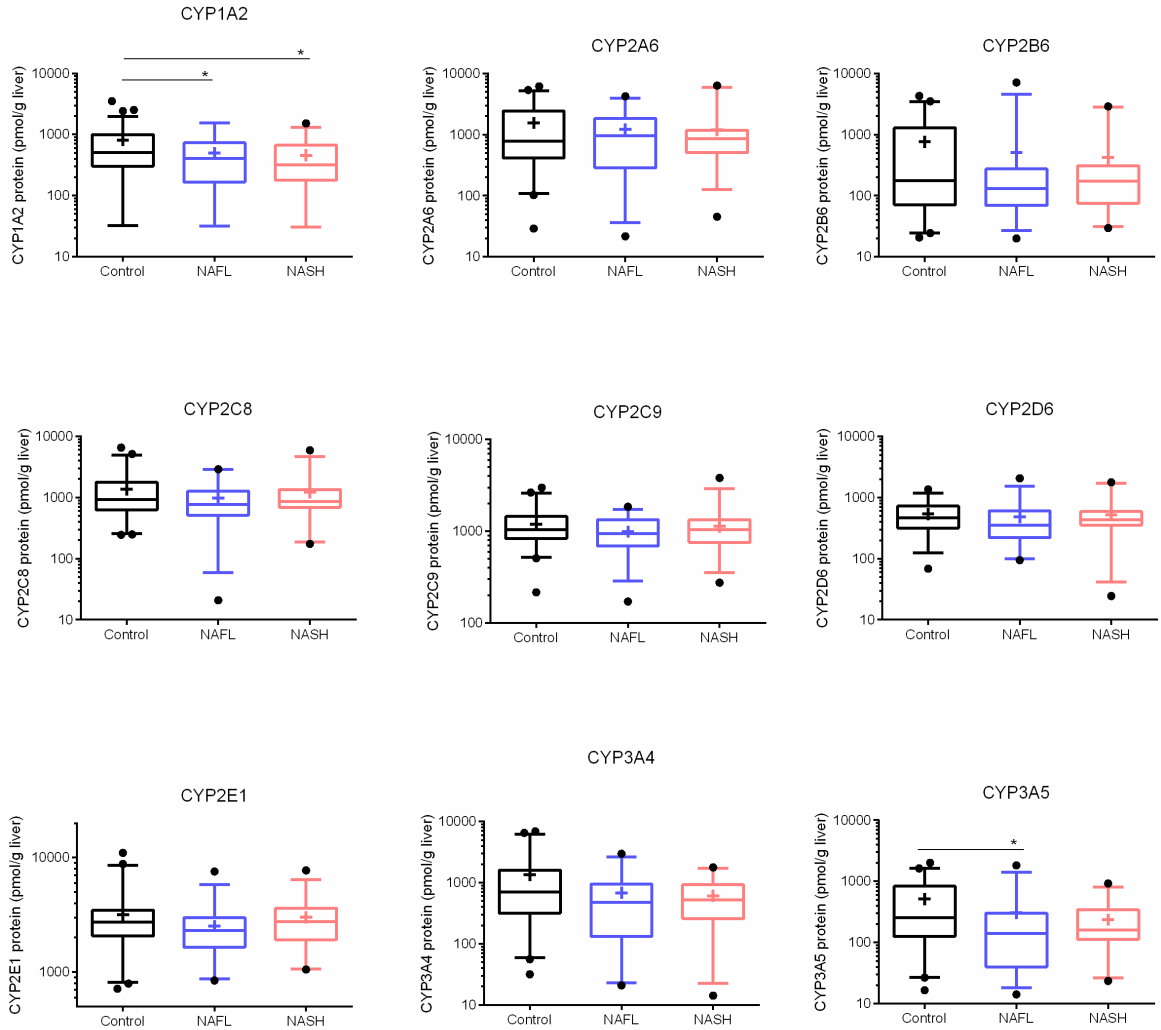 CYP1A2
CYP1A2 protein (pmol/g liver)
* *
10000
1000
100
10
Control NAFL NASH
CYP2A6
CYP2A6 protein (pmol/g liver)
10000
1000
100
10
Control NAFL NASH
CYP2B6
CYP2B6 protein (pmol/g liver)
10000
1000
100
10
Control NAFL NASH
CYP2C8
CYP2C8 protein (pmol/g liver)
10000
1000
100
10
Control NAFL NASH
CYP2C9
CYP2C9 protein (pmol/g liver)
10000
1000
100
Control NAFL NASH
CYP2D6
CYP2D6 protein (pmol/g liver)
10000
1000
100
10
Control NAFL NASH
CYP2E1
CYP2E1 protein (pmol/g liver)
10000
1000
Control NAFL NASH
CYP3A4
CYP3A4 protein (pmol/g liver)
10000
1000
100
10
Control NAFL NASH
CYP3A5
CYP3A5 protein (pmol/g liver)
*
10000
1000
100
10
Control NAFL NASH